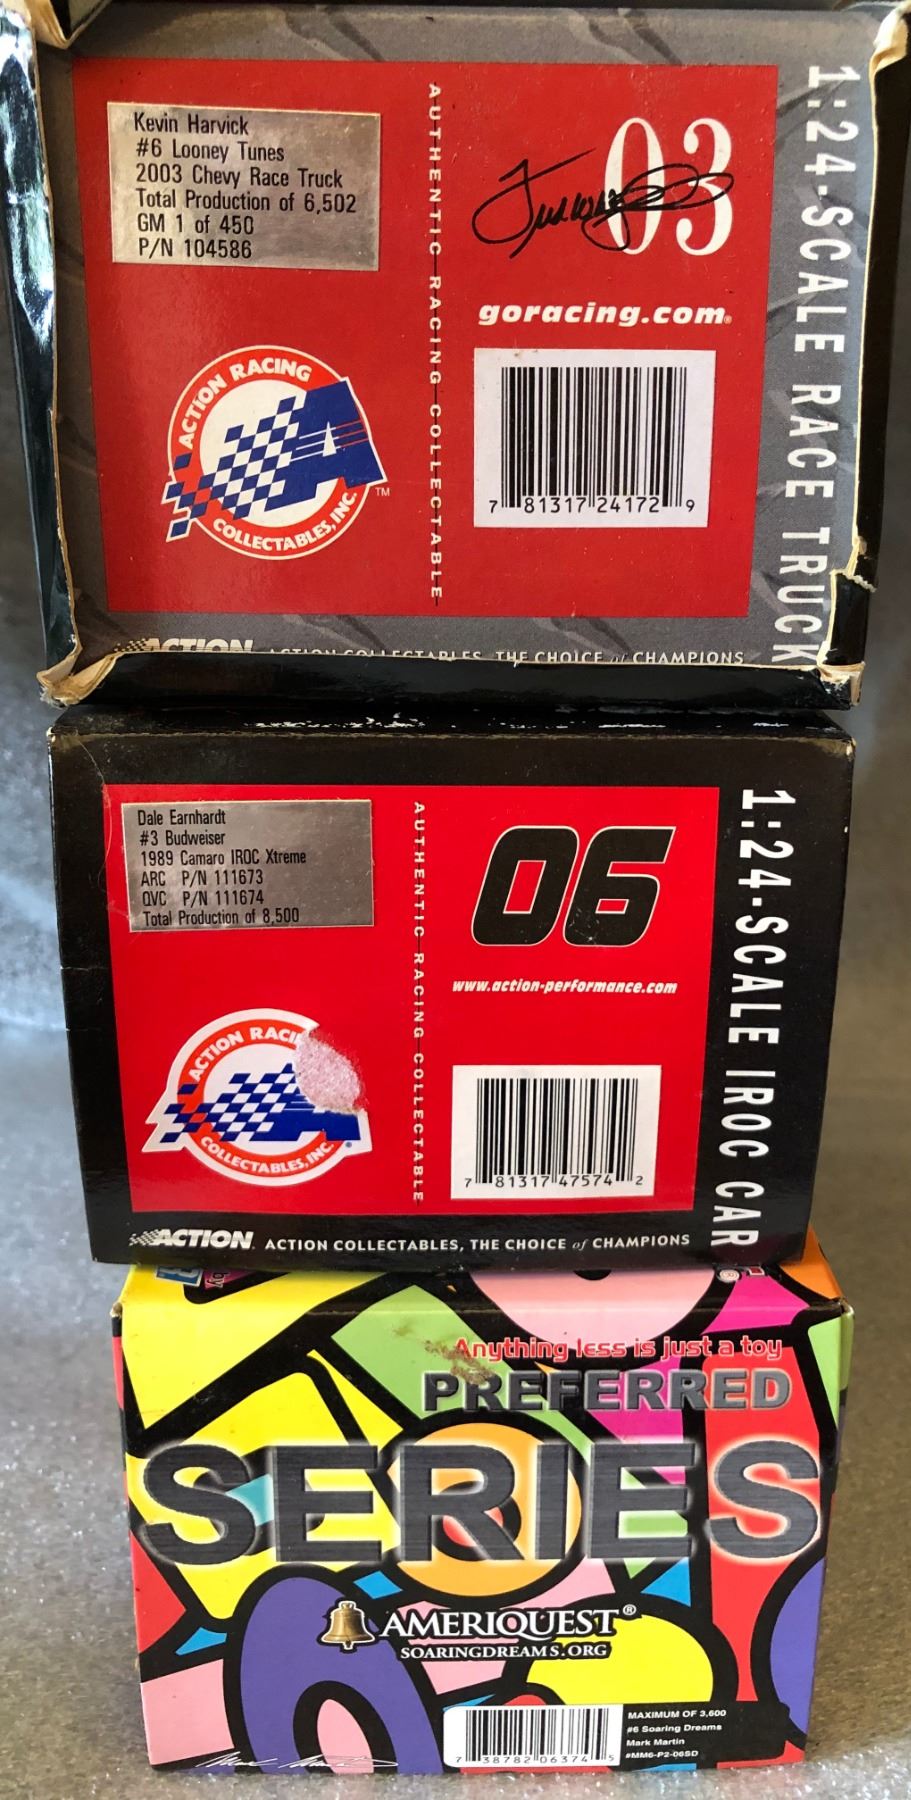 Kevin Harvick
#6 Looney Tunes
2003 Chevy Race Truck
Total Production of 6,502
GM 1 of 450
P/N 104586
AUTHENTIC RACING COLLECTABLE
03
goracing.com®
7 81317 24172 9
ACTION RACING
COLLECTABLES, INC.
A
TM
1:24-SCALE RACE TRUCK
ACTION
ACTION COLLECTABLES, THE CHOICE of CHAMPIONS
Dale Earnhardt
#3 Budweiser
1989 Camaro IROC Xtreme
ARC P/N 111673
QVC P/N 111674
Total Production of 8,500
AUTHENTIC RACING COLLECTABLE
06
www.action-performance.com
7 81317 47574 2
ACTION RACI
COLLECTABLES, INC.
®
1:24-SCALE IROC CAR
ACTION. ACTION COLLECTABLES, THE CHOICE of CHAMPIONS
Anything less is just a toy
PREFERRED
SERIES
AMERIQUEST®
SOARINGDREAMS.ORG
7 38782 06374 5
MAXIMUM OF 3,600
#6 Soaring Dreams
Mark Martin
#MM6-P2-06SD